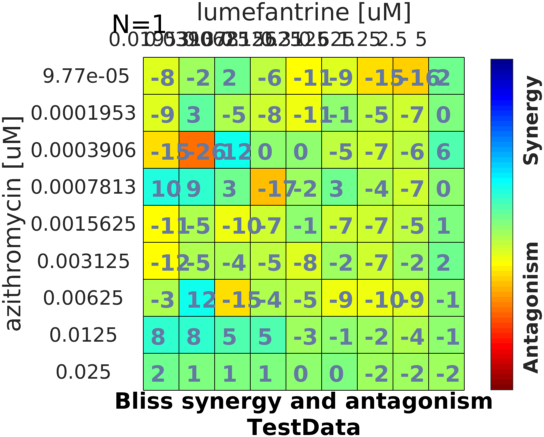 lumefantrine [uM]
N=1
5
9.77e-05 -8 -2 2 -6 -11 -9 -15 -16 2
0.0001953 -9 3 -5 -8 -11 -1 -5 -7 0
0.0003906 -15 -26 12 0 0 -5 -7 -6 6
0.0007813 10 9 3 -17 -2 3 -4 -7 0
0.0015625 -11 -5 -10 -7 -1 -7 -7 -5 1
0.003125 -12 -5 -4 -5 -8 -2 -7 -2 2
0.00625 -3 12 -15 -4 -5 -9 -10 -9 -1
0.0125 8 8 5 5 -3 -1 -2 -4 -1
0.025 2 1 1 1 0 0 -2 -2 -2
azithromycin [uM]
Synergy
Antagonism
Bliss synergy and antagonism
TestData